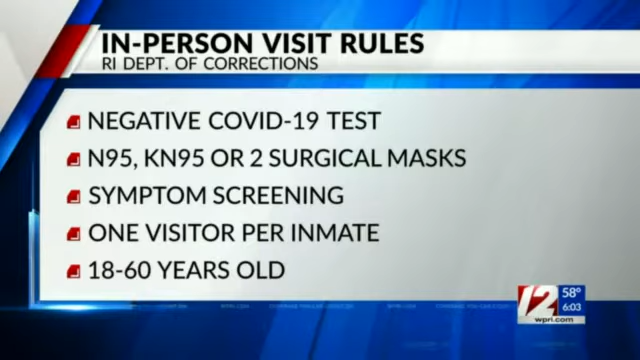 IN-PERSON VISIT RULES
RI DEPT. OF CORRECTIONS
NEGATIVE COVID-19 TEST
N95, KN95 OR 2 SURGICAL MASKS
SYMPTOM SCREENING
ONE VISITOR PER INMATE
18-60 YEARS OLD
12 58°
6:03
wpri.com